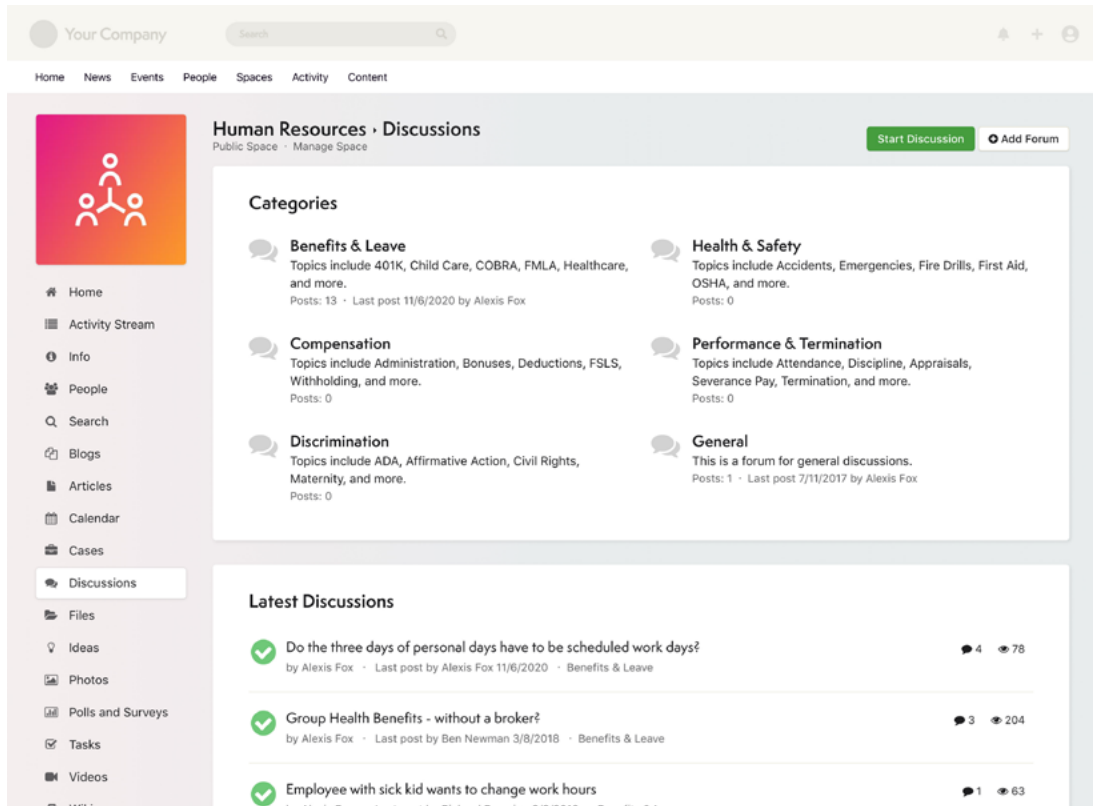 Your Company
Search
Home News Events People Spaces Activity Content
Human Resources › Discussions
Public Space · Manage Space
Start Discussion
Add Forum
Home
Activity Stream
Info
People
Search
Blogs
Articles
Calendar
Cases
Discussions
Files
Ideas
Photos
Polls and Surveys
Tasks
Videos
Categories
Benefits & Leave
Topics include 401K, Child Care, COBRA, FMLA, Healthcare,
and more.
Posts: 13 · Last post 11/6/2020 by Alexis Fox
Health & Safety
Topics include Accidents, Emergencies, Fire Drills, First Aid,
OSHA, and more.
Posts: 0
Compensation
Topics include Administration, Bonuses, Deductions, FSLS,
Withholding, and more.
Posts: 0
Performance & Termination
Topics include Attendance, Discipline, Appraisals,
Severance Pay, Termination, and more.
Posts: 0
Discrimination
Topics include ADA, Affirmative Action, Civil Rights,
Maternity, and more.
Posts: 0
General
This is a forum for general discussions.
Posts: 1 · Last post 7/11/2017 by Alexis Fox
Latest Discussions
Do the three days of personal days have to be scheduled work days?
by Alexis Fox · Last post by Alexis Fox 11/6/2020 · Benefits & Leave
4 78
Group Health Benefits - without a broker?
by Alexis Fox · Last post by Ben Newman 3/8/2018 · Benefits & Leave
3 204
Employee with sick kid wants to change work hours
1 63